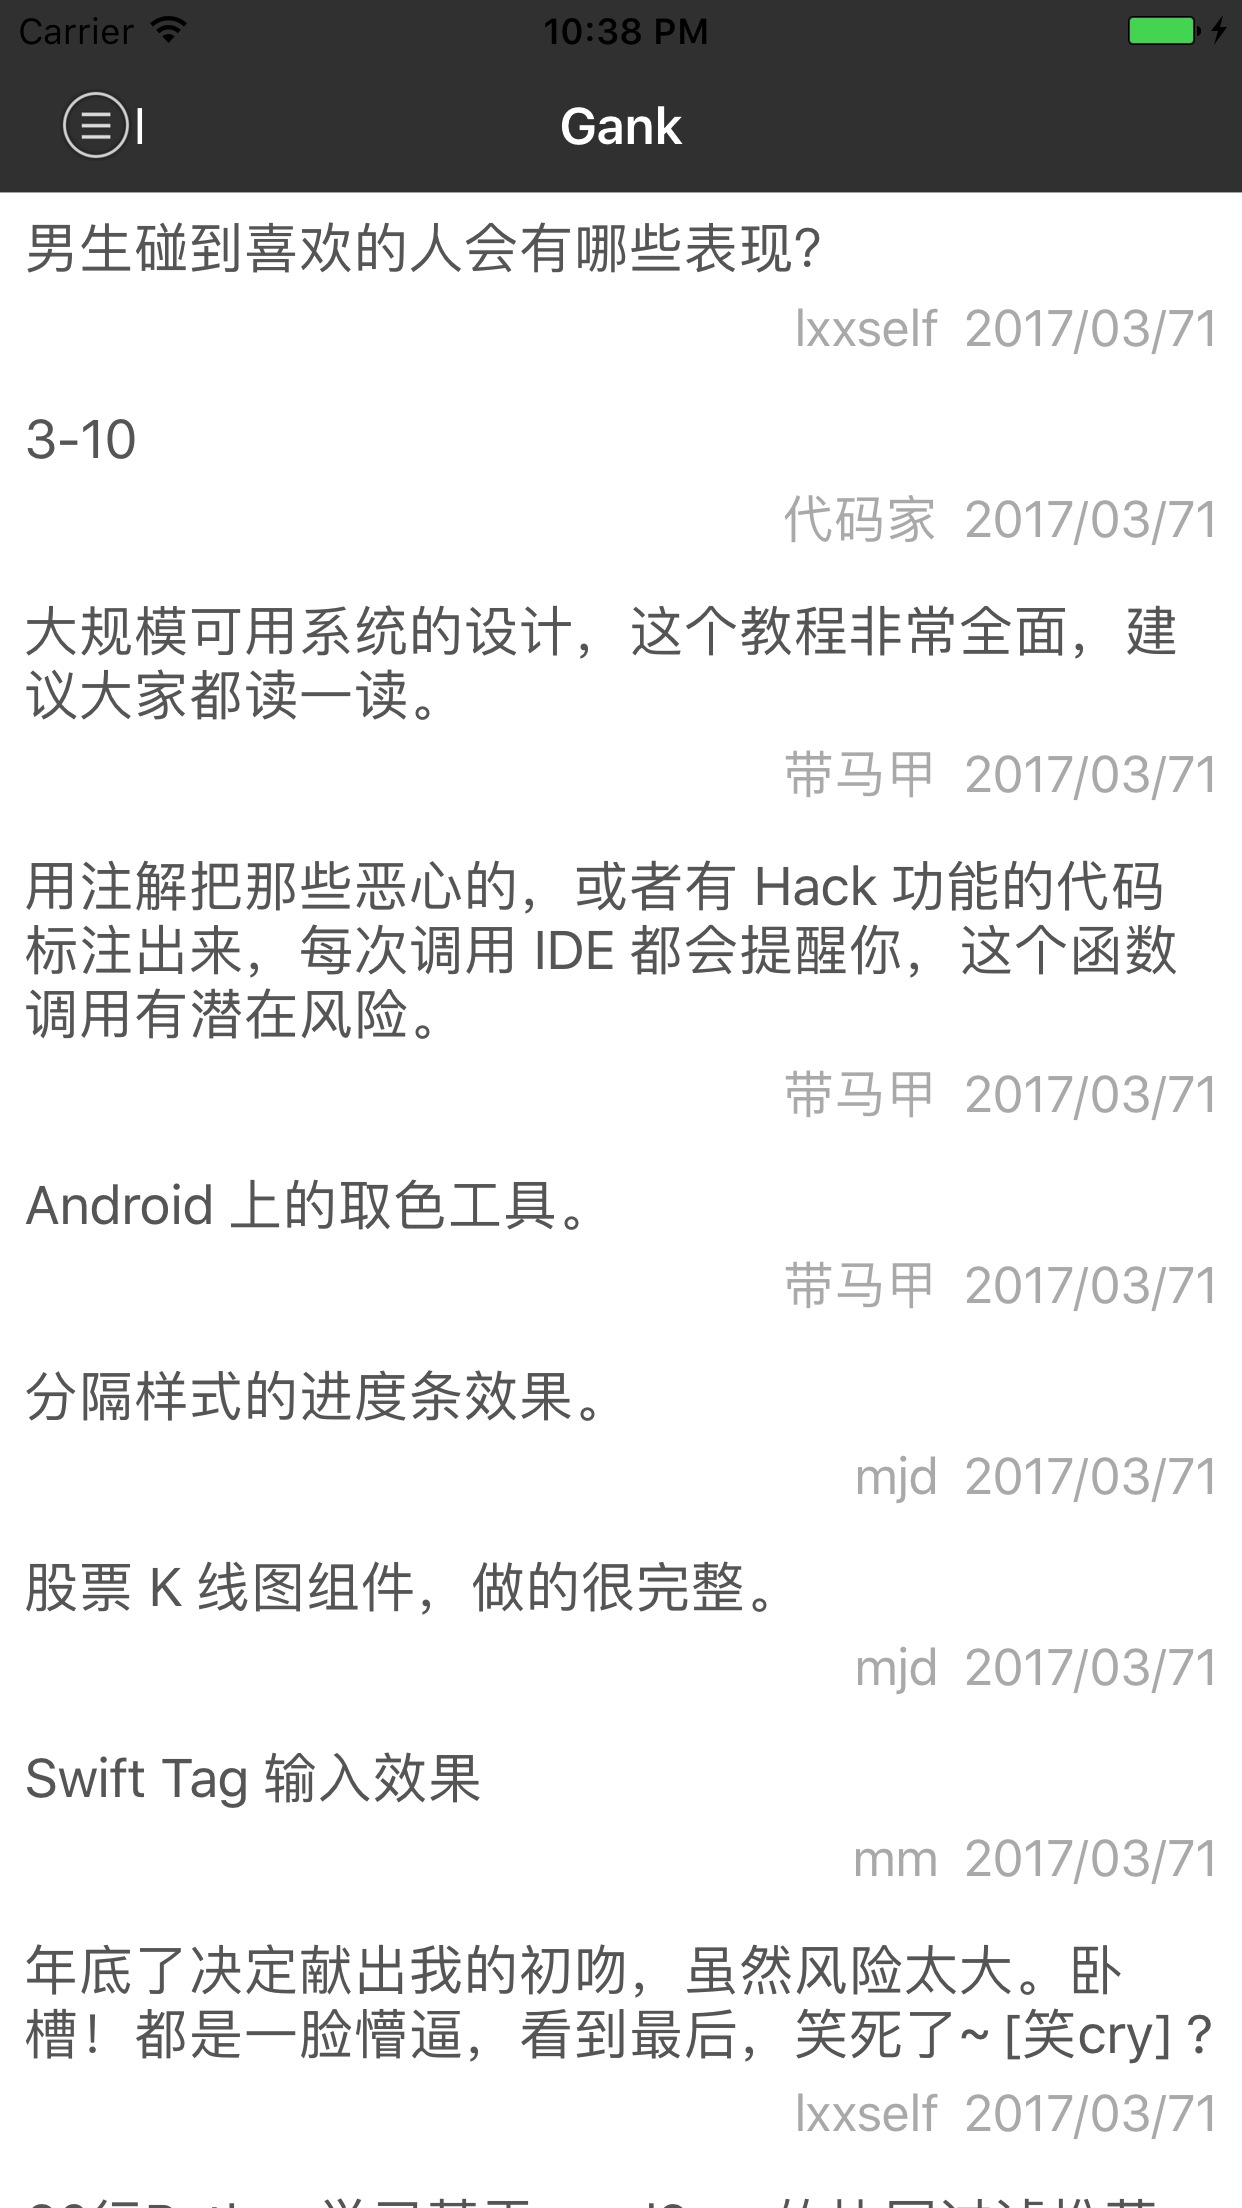 Carrier 10:38 PM
Gank
男生碰到喜欢的人会有哪些表现?
lxxself 2017/03/71
3-10
代码家 2017/03/71
大规模可用系统的设计，这个教程非常全面，建
议大家都读一读。
带马甲 2017/03/71
用注解把那些恶心的，或者有 Hack 功能的代码
标注出来，每次调用 IDE 都会提醒你，这个函数
调用有潜在风险。
带马甲 2017/03/71
Android 上的取色工具。
带马甲 2017/03/71
分隔样式的进度条效果。
mjd 2017/03/71
股票 K 线图组件，做的很完整。
mjd 2017/03/71
Swift Tag 输入效果
mm 2017/03/71
年底了决定献出我的初吻，虽然风险太大。卧
槽！都是一脸懵逼，看到最后，笑死了~ [笑cry] ?
lxxself 2017/03/71